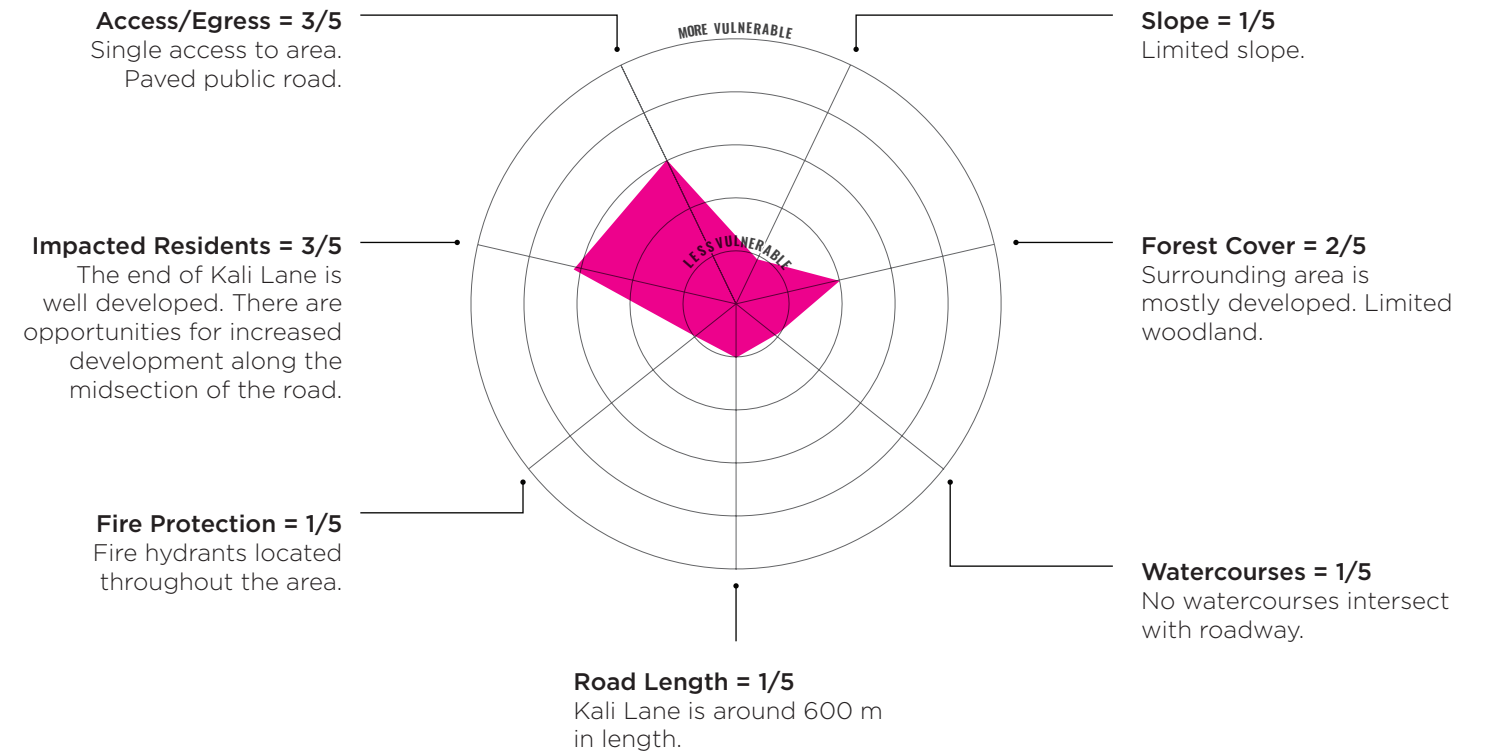 Access/Egress = 3/5
Single access to area.
Paved public road.
MORE VULNERABLE
Slope = 1/5
Limited slope.
Impacted Residents = 3/5
The end of Kali Lane is
well developed. There are
opportunities for increased
development along the
midsection of the road.
LESS VULNERABLE
Forest Cover = 2/5
Surrounding area is
mostly developed. Limited
woodland.
Fire Protection = 1/5
Fire hydrants located
throughout the area.
Watercourses = 1/5
No watercourses intersect
with roadway.
Road Length = 1/5
Kali Lane is around 600 m
in length.